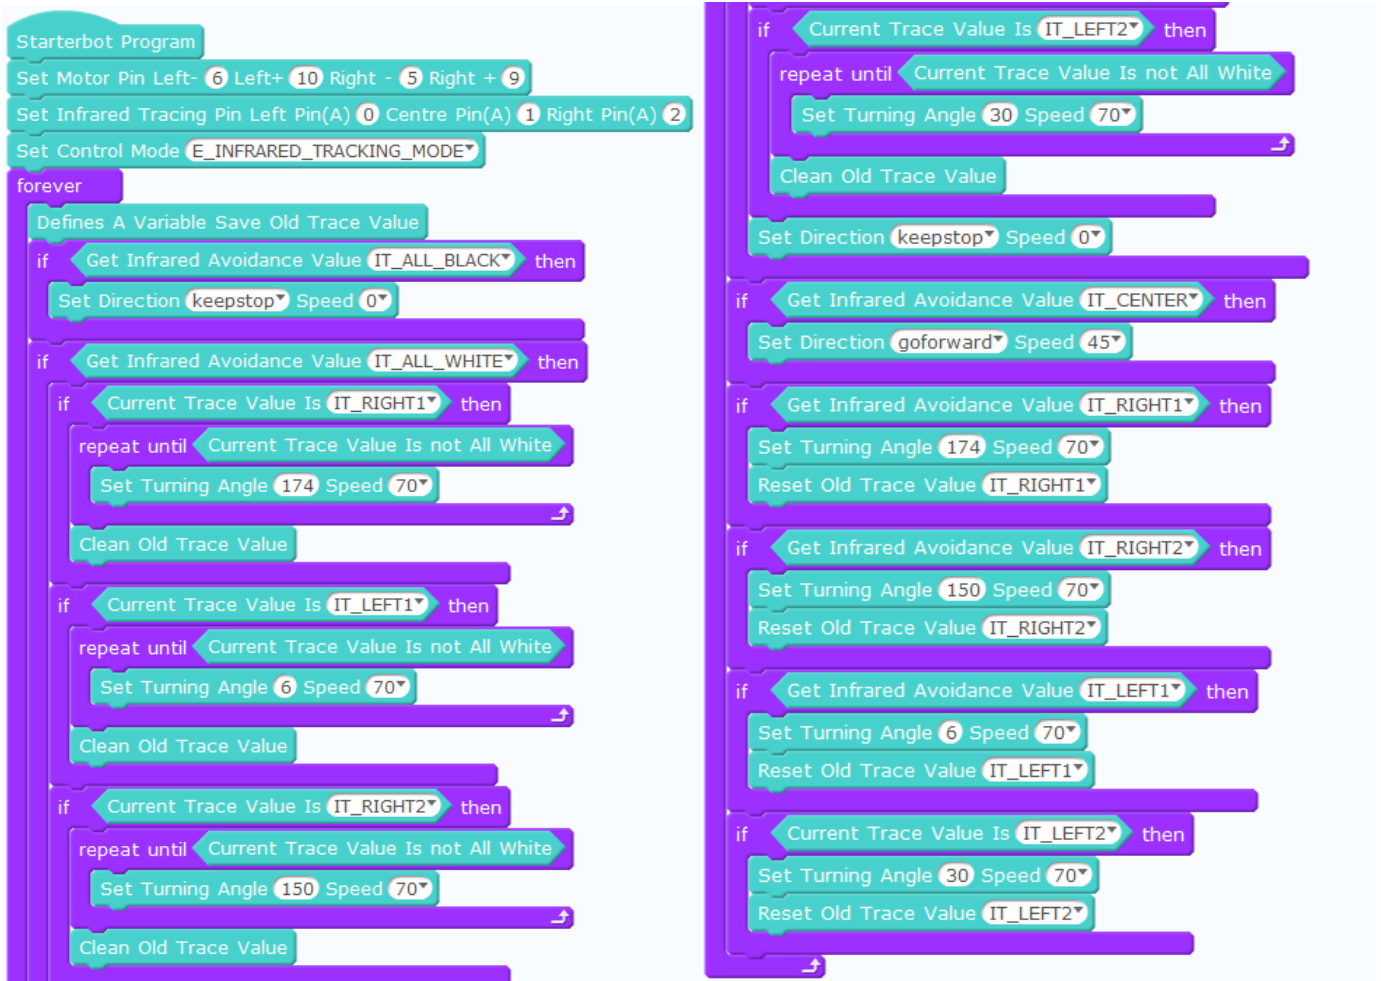 Starterbot Program
Set Motor Pin Left- 6 Left+ 10 Right - 5 Right + 9
Set Infrared Tracing Pin Left Pin(A) 0 Centre Pin(A) 1 Right Pin(A) 2
Set Control Mode E_INFRARED_TRACKING_MODE
forever
Defines A Variable Save Old Trace Value
if Get Infrared Avoidance Value IT_ALL_BLACK then
Set Direction keepstop Speed 0
if Get Infrared Avoidance Value IT_ALL_WHITE then
if Current Trace Value Is IT_RIGHT1 then
repeat until Current Trace Value Is not All White
Set Turning Angle 174 Speed 70
Clean Old Trace Value
if Current Trace Value Is IT_LEFT1 then
repeat until Current Trace Value Is not All White
Set Turning Angle 6 Speed 70
Clean Old Trace Value
if Current Trace Value Is IT_RIGHT2 then
repeat until Current Trace Value Is not All White
Set Turning Angle 150 Speed 70
Clean Old Trace Value
if Current Trace Value Is IT_LEFT2 then
repeat until Current Trace Value Is not All White
Set Turning Angle 30 Speed 70
Clean Old Trace Value
Set Direction keepstop Speed 0
if Get Infrared Avoidance Value IT_CENTER then
Set Direction goforward Speed 45
if Get Infrared Avoidance Value IT_RIGHT1 then
Set Turning Angle 174 Speed 70
Reset Old Trace Value IT_RIGHT1
if Get Infrared Avoidance Value IT_RIGHT2 then
Set Turning Angle 150 Speed 70
Reset Old Trace Value IT_RIGHT2
if Get Infrared Avoidance Value IT_LEFT1 then
Set Turning Angle 6 Speed 70
Reset Old Trace Value IT_LEFT1
if Current Trace Value Is IT_LEFT2 then
Set Turning Angle 30 Speed 70
Reset Old Trace Value IT_LEFT2